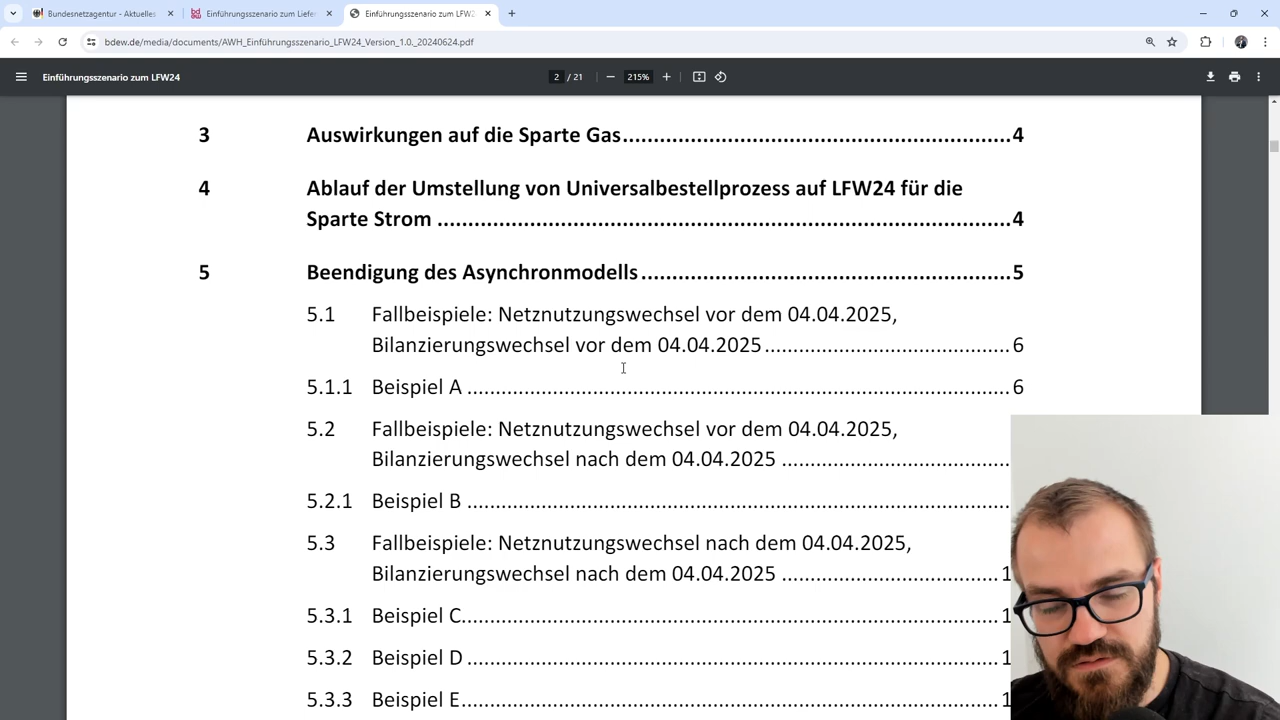 Bundesnetzagentur - Aktuelles
Einführungsszenario zum Liefer
Einführungsszenario zum LFW2
bdew.de/media/documents/AWH_Einführungsszenario_LFW24_Version_1.0._20240624.pdf
Einführungsszenario zum LFW24
2 / 21
215%
3 Auswirkungen auf die Sparte Gas 4
4 Ablauf der Umstellung von Universalbestellprozess auf LFW24 für die
Sparte Strom 4
5 Beendigung des Asynchronmodells 5
5.1 Fallbeispiele: Netznutzungswechsel vor dem 04.04.2025,
Bilanzierungswechsel vor dem 04.04.2025 6
5.1.1 Beispiel A 6
5.2 Fallbeispiele: Netznutzungswechsel vor dem 04.04.2025,
Bilanzierungswechsel nach dem 04.04.2025
5.2.1 Beispiel B
5.3 Fallbeispiele: Netznutzungswechsel nach dem 04.04.2025,
Bilanzierungswechsel nach dem 04.04.2025 1
5.3.1 Beispiel C 1
5.3.2 Beispiel D 1
5.3.3 Beispiel E 1